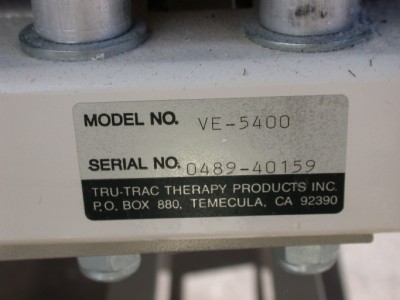 MODEL NO. VE-5400
SERIAL NO. 0489-40159
TRU-TRAC THERAPY PRODUCTS INC.
P.O. BOX 880, TEMECULA, CA 92390